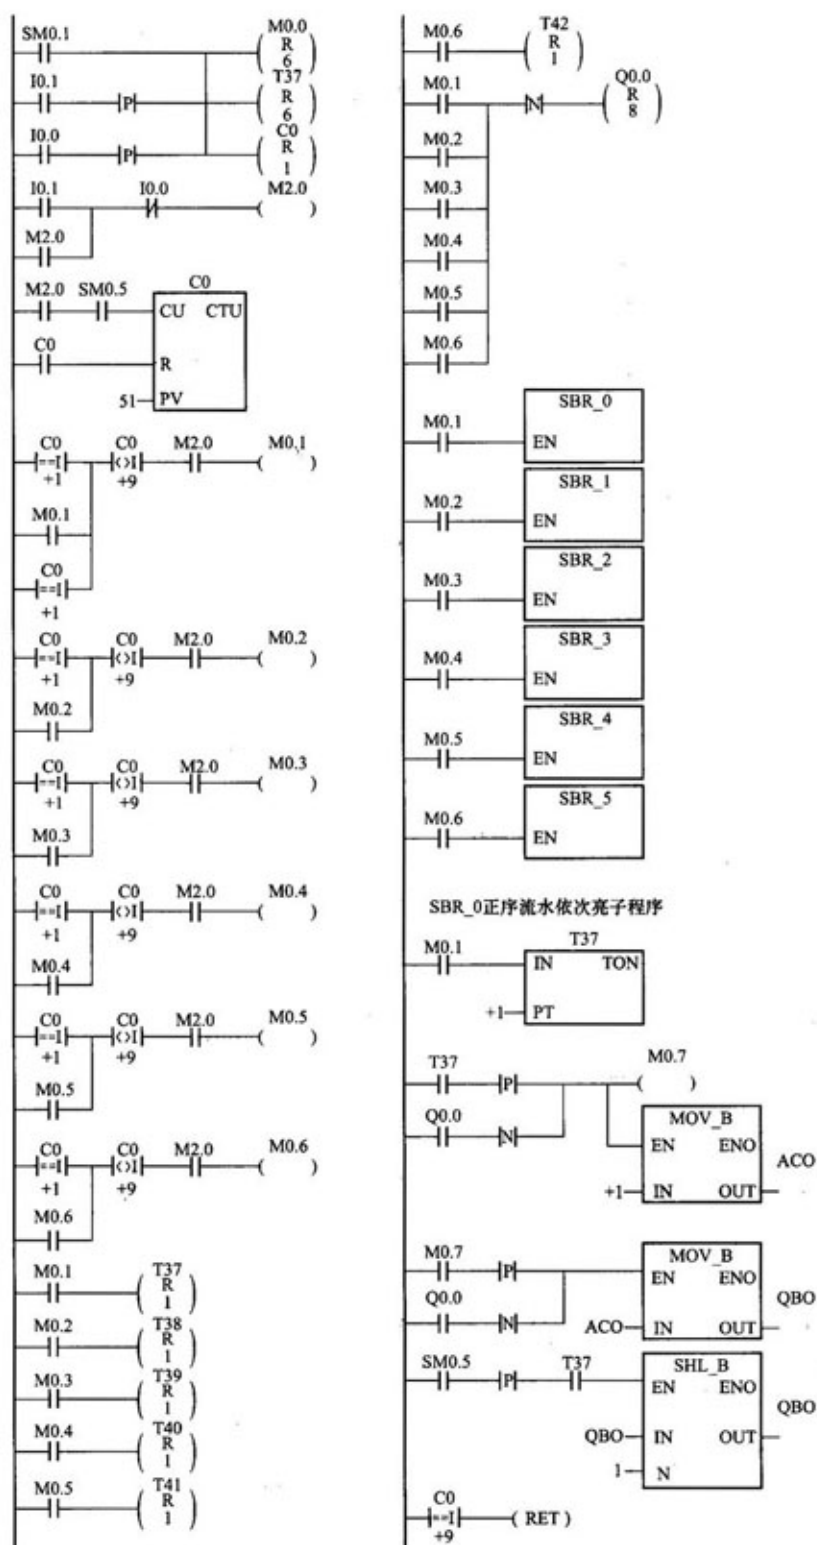 SM0.1
M0.0
R
6
I0.1
P
T37
R
6
I0.0
P
C0
R
1
I0.1
I0.0
M2.0
M2.0
M2.0
SM0.5
C0
CU
CTU
C0
R
51
PV
C0
==I
+1
C0
<>I
+9
M2.0
M0.1
M0.1
C0
==I
+1
C0
==I
+1
C0
<>I
+9
M2.0
M0.2
M0.2
C0
==I
+1
C0
<>I
+9
M2.0
M0.3
M0.3
C0
==I
+1
C0
<>I
+9
M2.0
M0.4
M0.4
C0
==I
+1
C0
<>I
+9
M2.0
M0.5
M0.5
C0
==I
+1
C0
<>I
+9
M2.0
M0.6
M0.6
M0.1
T37
R
1
M0.2
T38
R
1
M0.3
T39
R
1
M0.4
T40
R
1
M0.5
T41
R
1
M0.6
T42
R
1
M0.1
N
Q0.0
R
8
M0.2
M0.3
M0.4
M0.5
M0.6
M0.1
SBR_0
EN
M0.2
SBR_1
EN
M0.3
SBR_2
EN
M0.4
SBR_3
EN
M0.5
SBR_4
EN
M0.6
SBR_5
EN
SBR_0正序流水依次亮子程序
M0.1
T37
IN
TON
+1
PT
T37
P
M0.7
Q0.0
N
MOV_B
EN
ENO
ACO
+1
IN
OUT
M0.7
P
MOV_B
EN
ENO
Q0.0
N
QBO
ACO
IN
OUT
SM0.5
P
T37
SHL_B
EN
ENO
QBO
QBO
IN
OUT
1
N
C0
==I
+9
RET